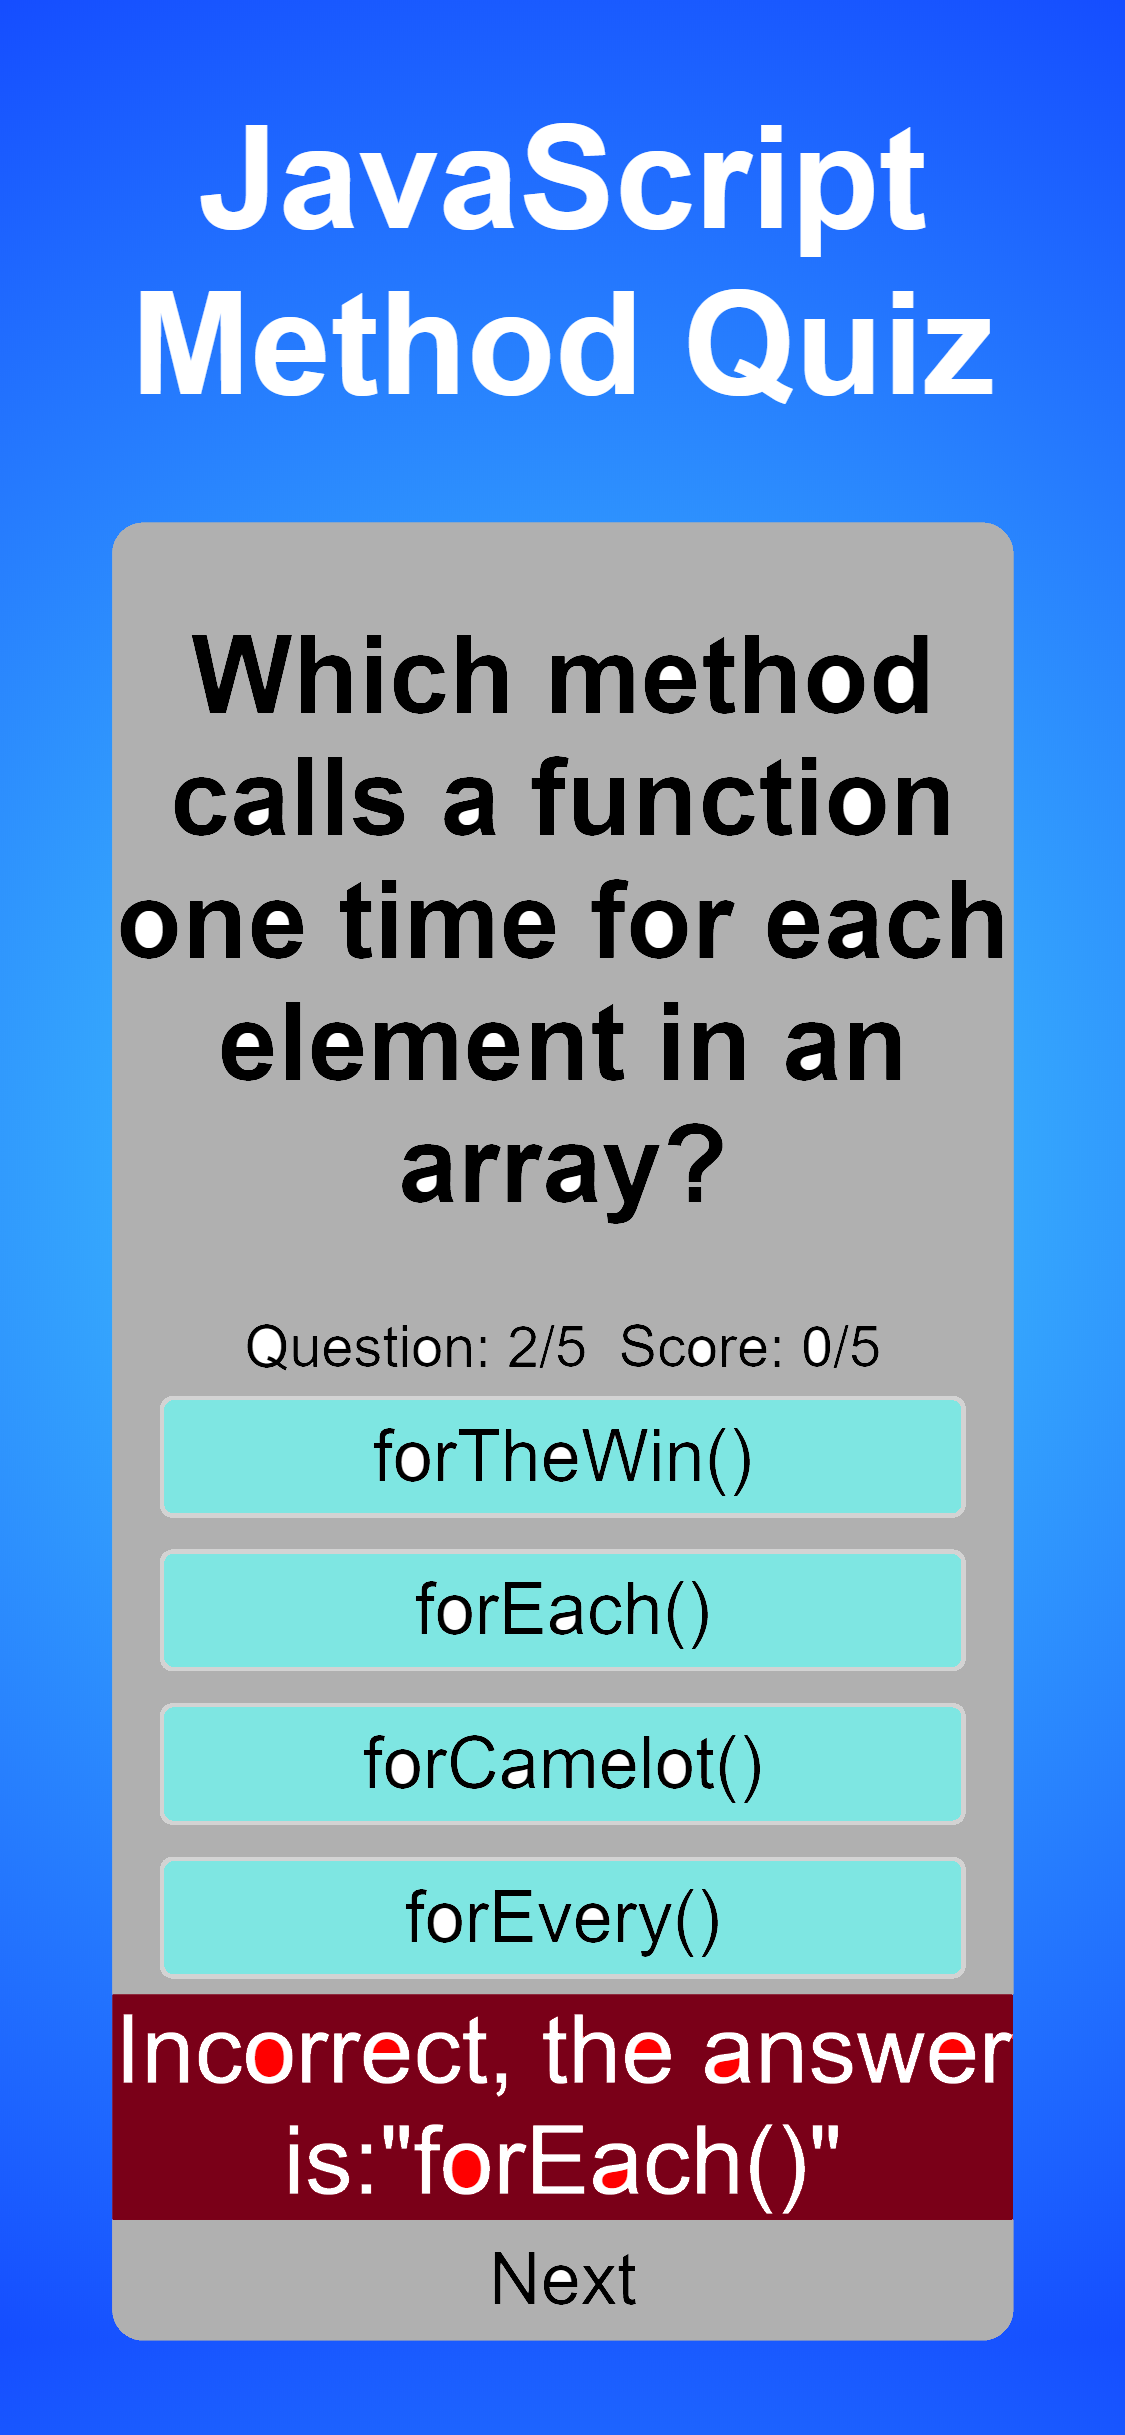 JavaScript
Method Quiz
Which method
calls a function
one time for each
element in an
array?
Question: 2/5 Score: 0/5
forTheWin()
forEach()
forCamelot()
forEvery()
Incorrect, the answer
is:"forEach()"
Next